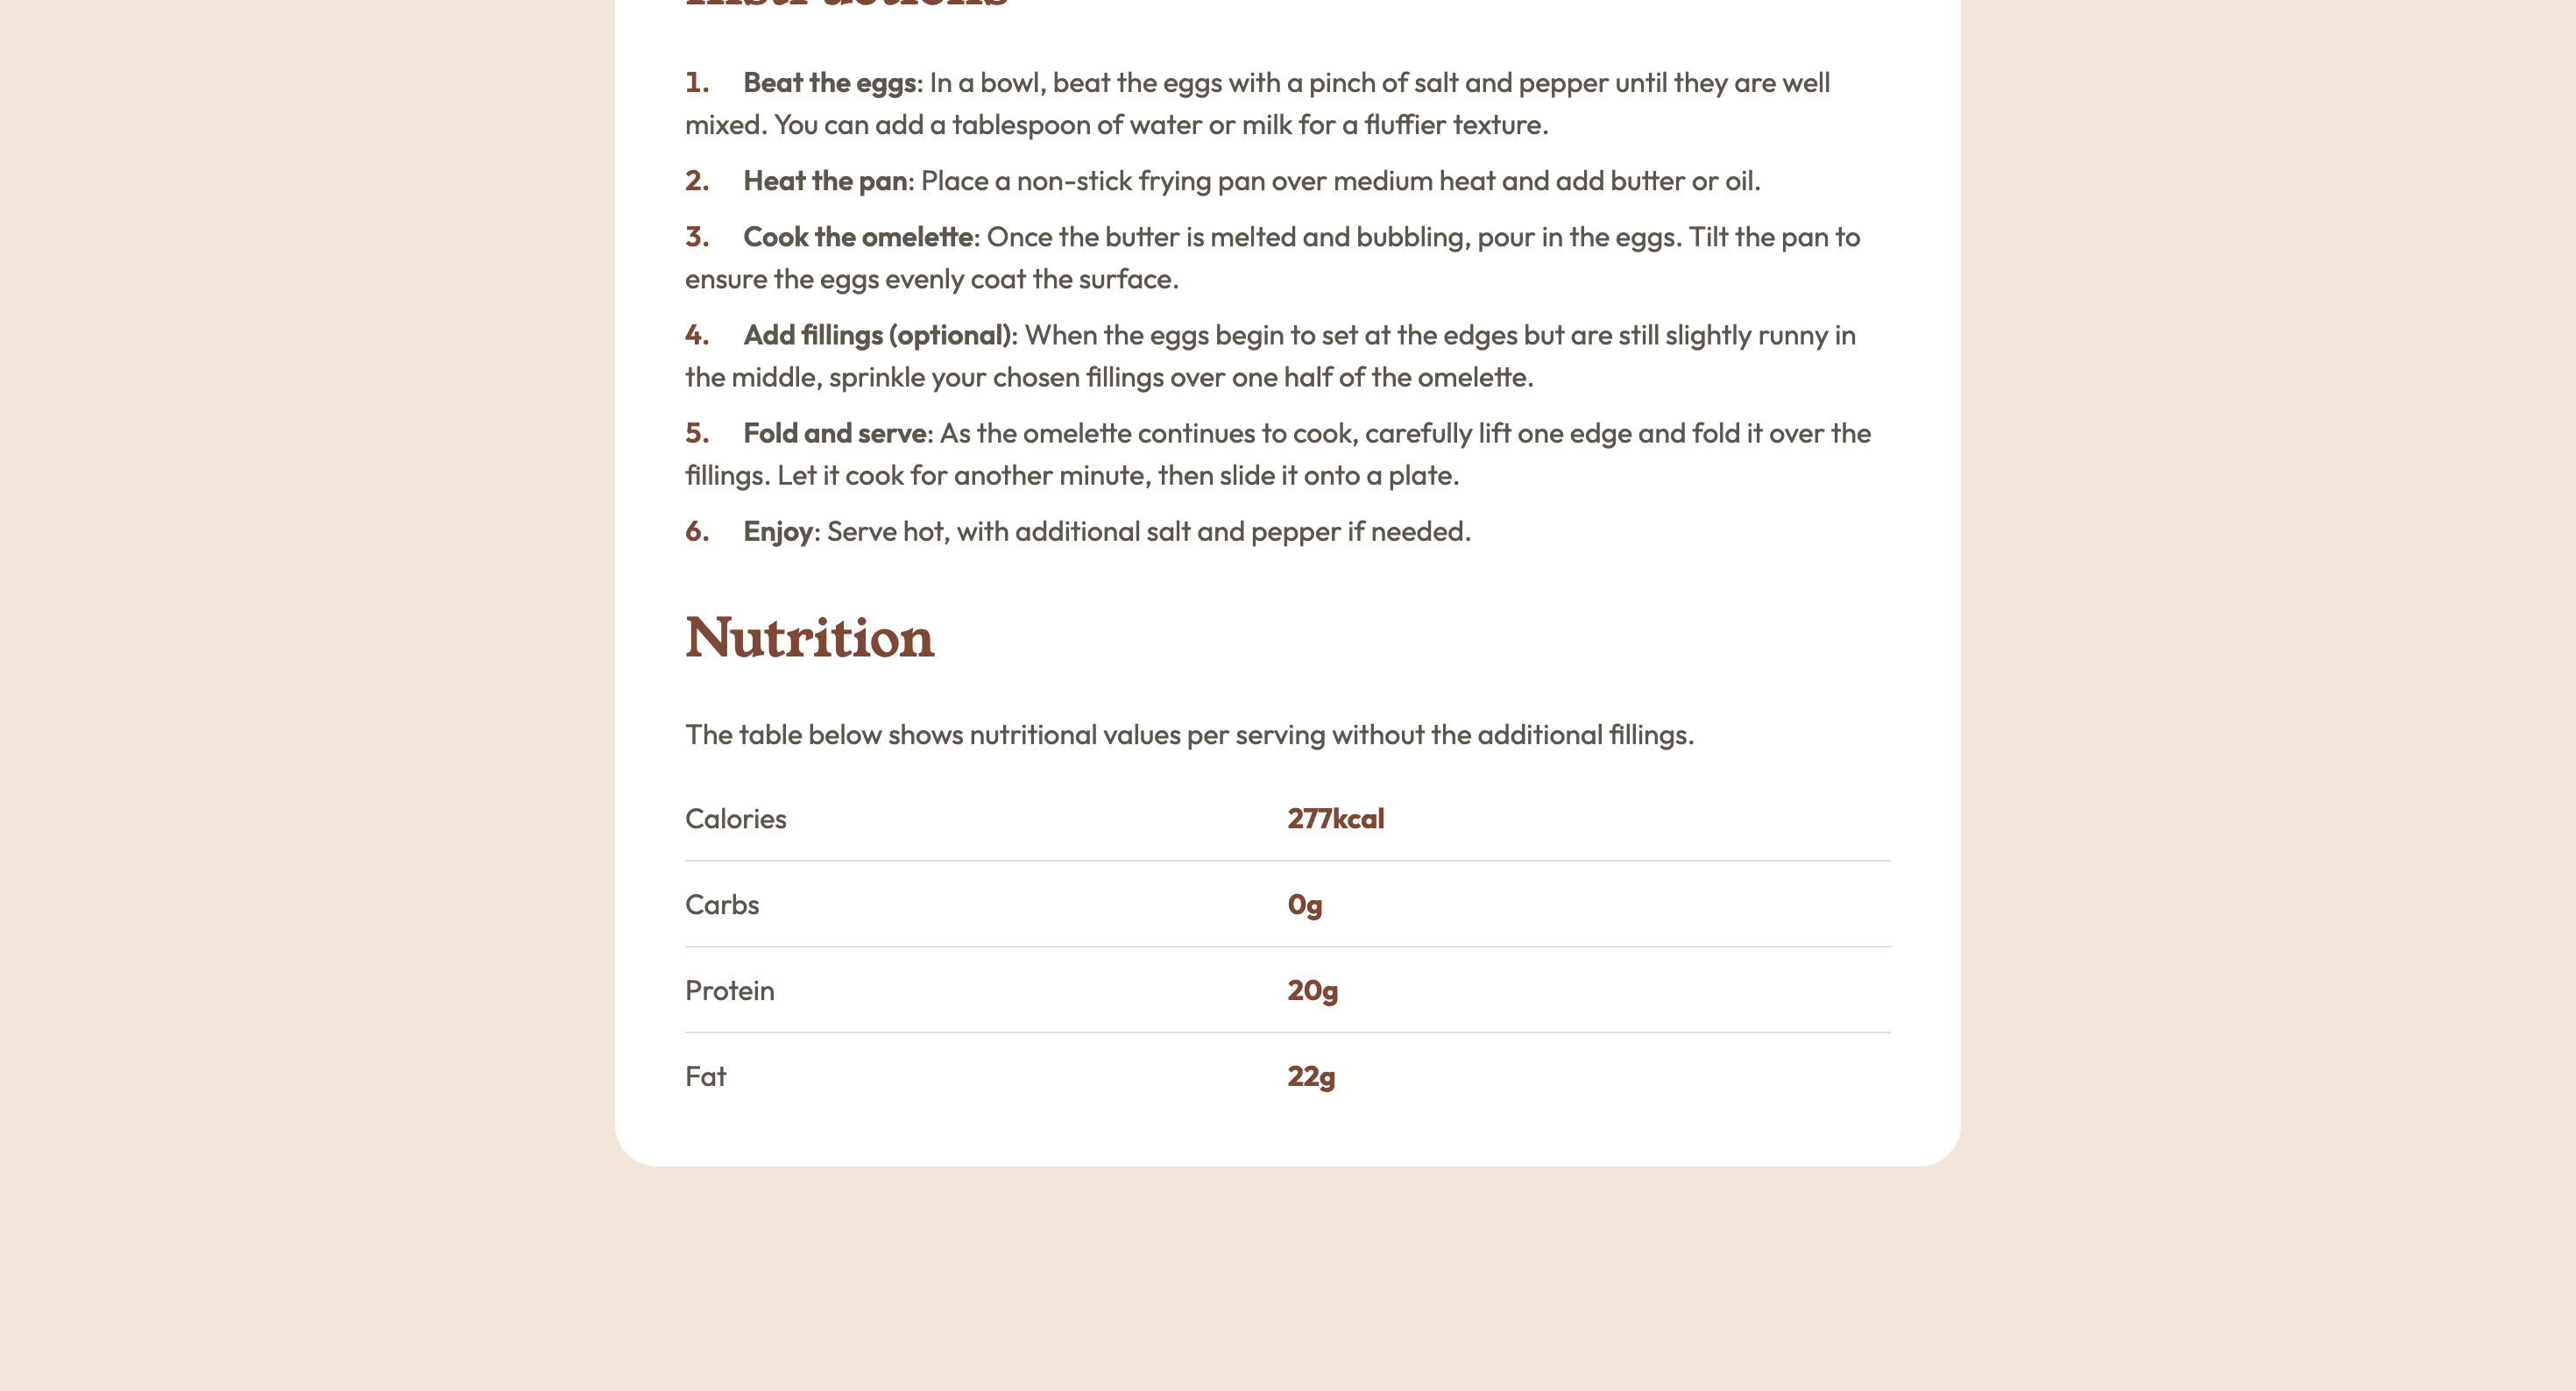 Instructions
1. Beat the eggs: In a bowl, beat the eggs with a pinch of salt and pepper until they are well
mixed. You can add a tablespoon of water or milk for a fluffier texture.
2. Heat the pan: Place a non-stick frying pan over medium heat and add butter or oil.
3. Cook the omelette: Once the butter is melted and bubbling, pour in the eggs. Tilt the pan to
ensure the eggs evenly coat the surface.
4. Add fillings (optional): When the eggs begin to set at the edges but are still slightly runny in
the middle, sprinkle your chosen fillings over one half of the omelette.
5. Fold and serve: As the omelette continues to cook, carefully lift one edge and fold it over the
fillings. Let it cook for another minute, then slide it onto a plate.
6. Enjoy: Serve hot, with additional salt and pepper if needed.
Nutrition
The table below shows nutritional values per serving without the additional fillings.
Calories 277kcal
Carbs 0g
Protein 20g
Fat 22g